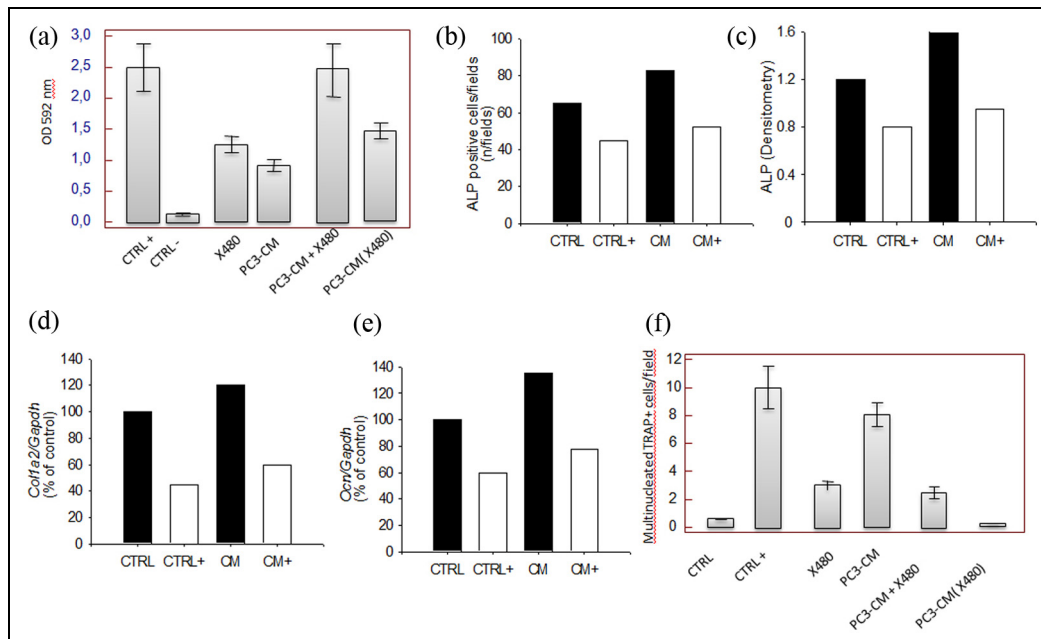 (a)
3,0
2,5
2,0
1,5
1,0
0,5
0,0
OD 592 nm
CTRL +
CTRL -
X480
PC3-CM
PC3-CM + X480
PC3-CM( X480)
(b)
100
80
60
40
20
0
ALP positive cells/fields
(n/fields)
CTRL
CTRL+
CM
CM+
(c)
1.6
1.2
0.8
0.4
0
ALP (Densitometry)
CTRL
CTRL+
CM
CM+
(d)
140
120
100
80
60
40
20
0
Col1a2/Gapdh
(% of control)
CTRL
CTRL+
CM
CM+
(e)
140
120
100
80
60
40
20
0
Ocn/Gapdh
(% of control)
CTRL
CTRL+
CM
CM+
(f)
12
10
8
6
4
2
0
Multinucleated TRAP+ cells/field
CTRL
CTRL +
X480
PC3-CM
PC3-CM + X480
PC3-CM( X480)